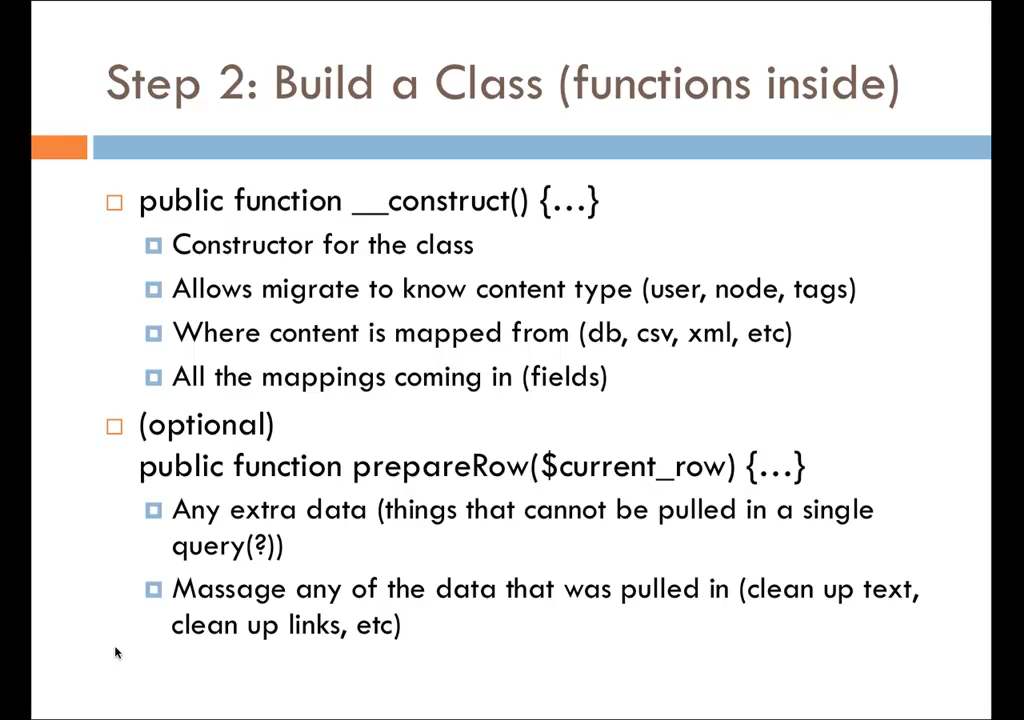 Step 2: Build a Class (functions inside)
public function __construct() {…}
Constructor for the class
Allows migrate to know content type (user, node, tags)
Where content is mapped from (db, csv, xml, etc)
All the mappings coming in (fields)
(optional)
public function prepareRow($current_row) {…}
Any extra data (things that cannot be pulled in a single
query(?))
Massage any of the data that was pulled in (clean up text,
clean up links, etc)